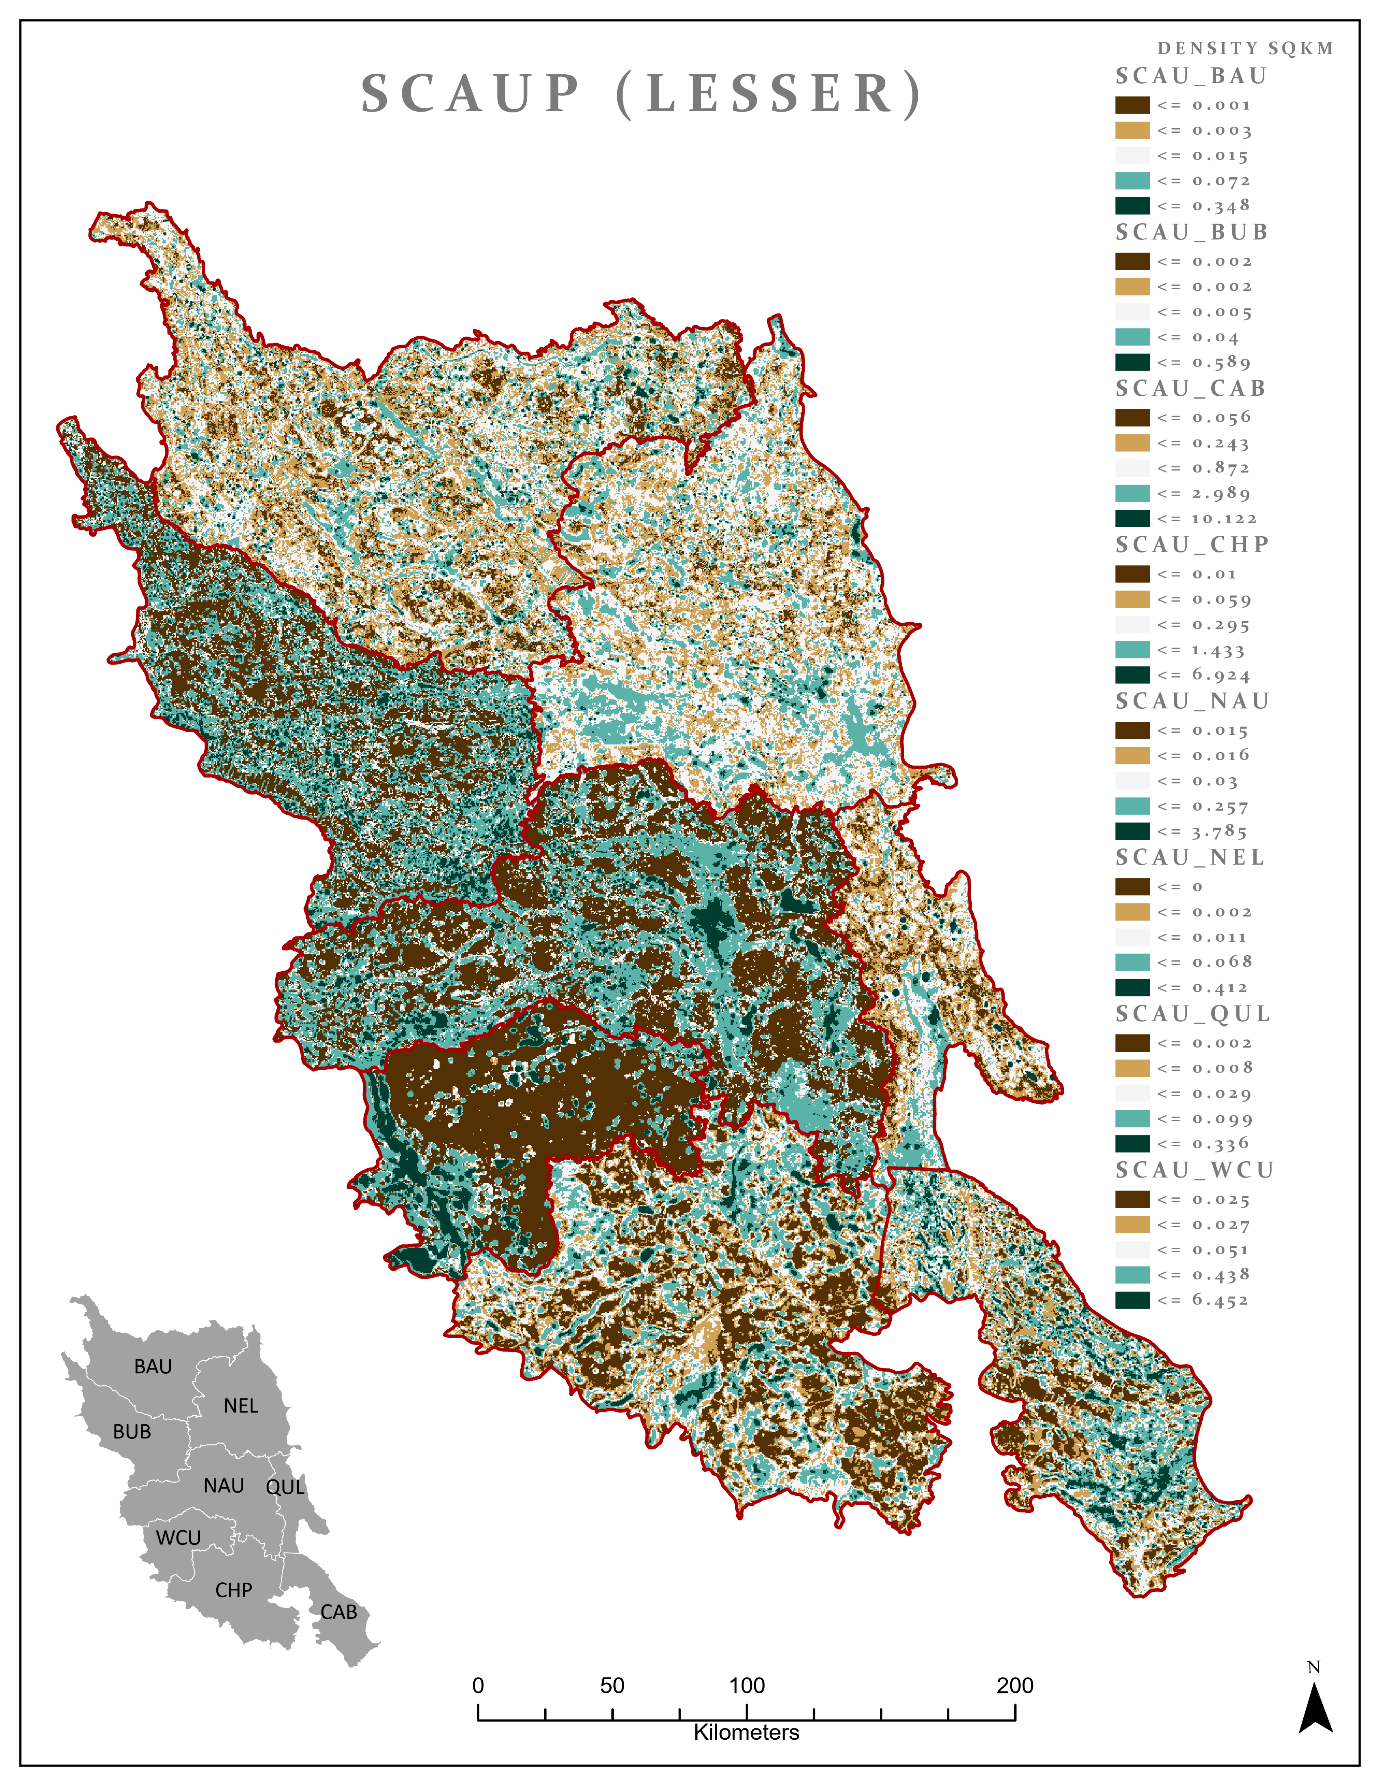 SCAUP (LESSER)
DENSITY SQKM
SCAU_BAU
<= 0.001
<= 0.003
<= 0.015
<= 0.072
<= 0.348
SCAU_BUB
<= 0.002
<= 0.002
<= 0.005
<= 0.04
<= 0.589
SCAU_CAB
<= 0.056
<= 0.243
<= 0.872
<= 2.989
<= 10.122
SCAU_CHP
<= 0.01
<= 0.059
<= 0.295
<= 1.433
<= 6.924
SCAU_NAU
<= 0.015
<= 0.016
<= 0.03
<= 0.257
<= 3.785
SCAU_NEL
<= 0
<= 0.002
<= 0.011
<= 0.068
<= 0.412
SCAU_QUL
<= 0.002
<= 0.008
<= 0.029
<= 0.099
<= 0.336
SCAU_WCU
<= 0.025
<= 0.027
<= 0.051
<= 0.438
<= 6.452
BAU
NEL
BUB
NAU
QUL
WCU
CHP
CAB
0 50 100 200
Kilometers
N